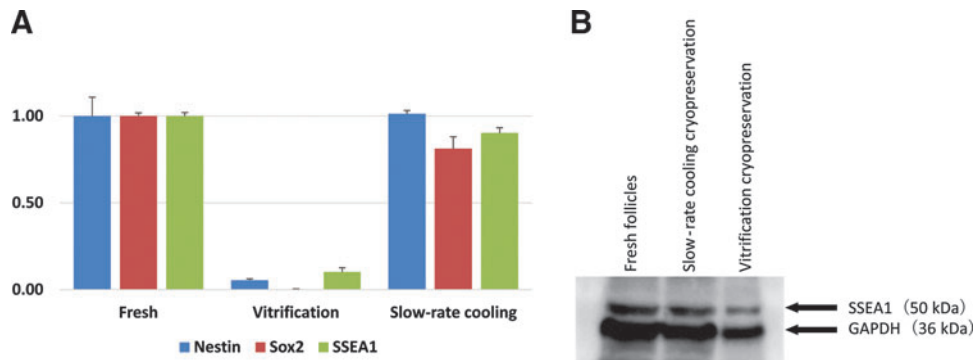 A
1.00
0.50
0.00
Fresh
Vitrification
Slow-rate cooling
Nestin
Sox2
SSEA1
B
Fresh follicles
Slow-rate cooling cryopreservation
Vitrification cryopreservation
SSEA1 (50 kDa)
GAPDH (36 kDa)